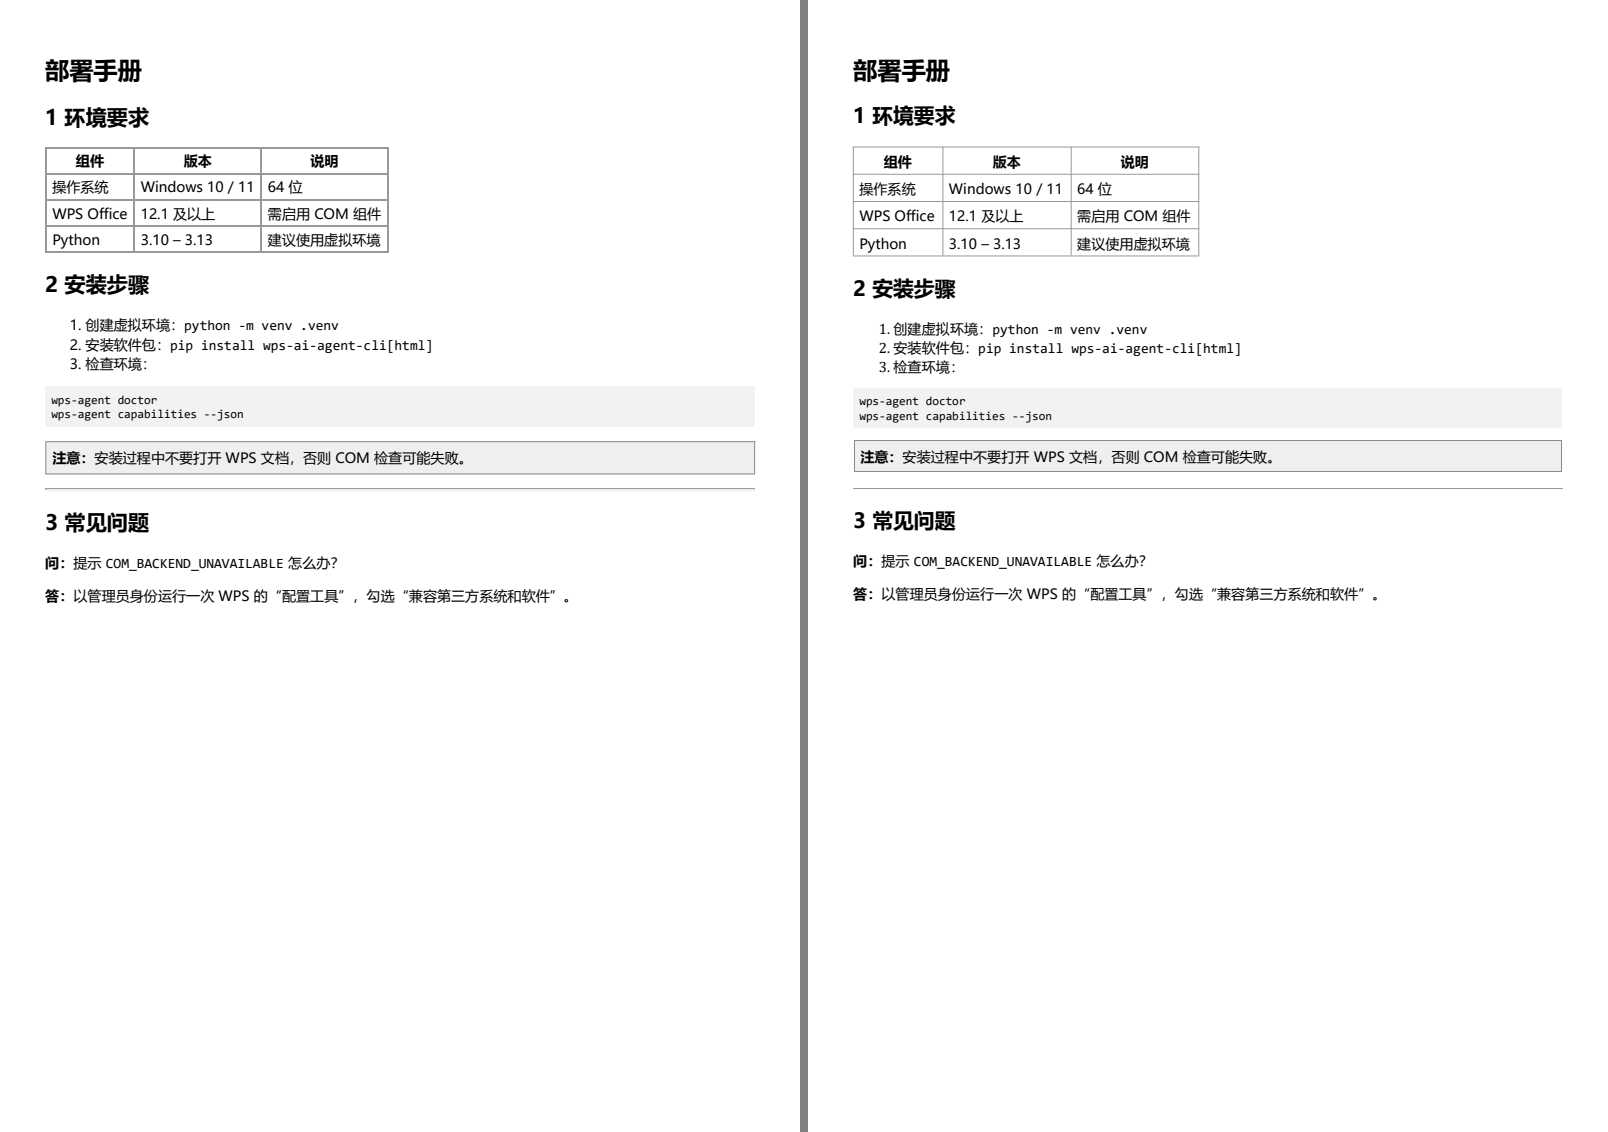 部署手册
1 环境要求
组件 版本 说明
操作系统 Windows 10 / 11 64 位
WPS Office 12.1 及以上 需启用 COM 组件
Python 3.10 – 3.13 建议使用虚拟环境
2 安装步骤
1. 创建虚拟环境：python -m venv .venv
2. 安装软件包：pip install wps-ai-agent-cli[html]
3. 检查环境：
wps-agent doctor
wps-agent capabilities --json
注意：安装过程中不要打开 WPS 文档，否则 COM 检查可能失败。
3 常见问题
问：提示 COM_BACKEND_UNAVAILABLE 怎么办？
答：以管理员身份运行一次 WPS 的“配置工具”，勾选“兼容第三方系统和软件”。
部署手册
1 环境要求
组件 版本 说明
操作系统 Windows 10 / 11 64 位
WPS Office 12.1 及以上 需启用 COM 组件
Python 3.10 – 3.13 建议使用虚拟环境
2 安装步骤
1. 创建虚拟环境：python -m venv .venv
2. 安装软件包：pip install wps-ai-agent-cli[html]
3. 检查环境：
wps-agent doctor
wps-agent capabilities --json
注意：安装过程中不要打开 WPS 文档，否则 COM 检查可能失败。
3 常见问题
问：提示 COM_BACKEND_UNAVAILABLE 怎么办？
答：以管理员身份运行一次 WPS 的“配置工具”，勾选“兼容第三方系统和软件”。